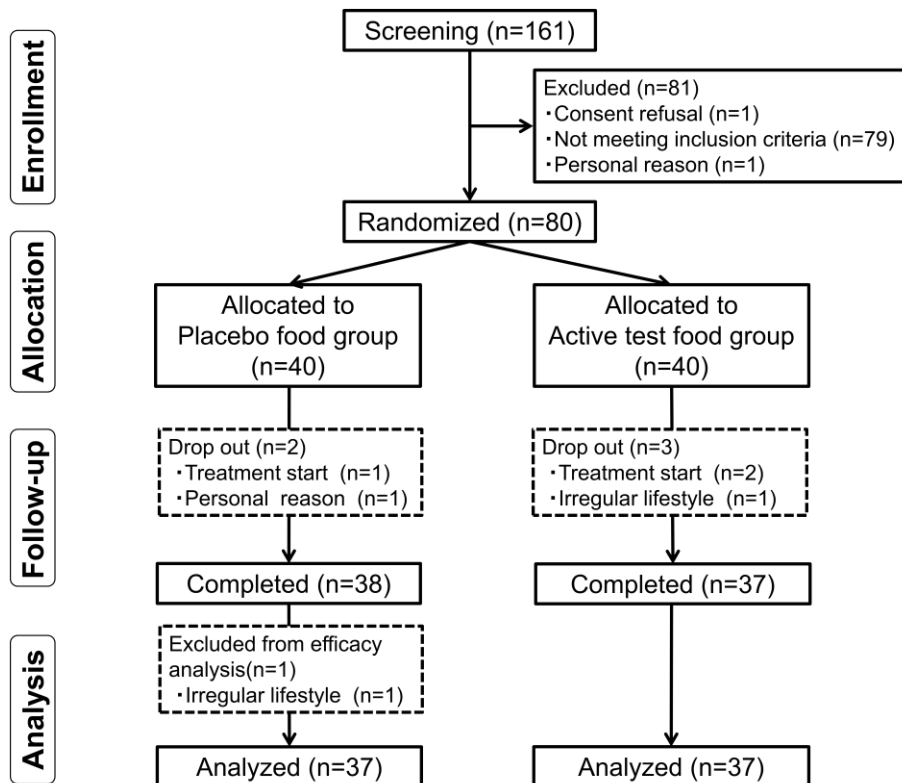 Enrollment
Screening (n=161)
Excluded (n=81)
・Consent refusal (n=1)
・Not meeting inclusion criteria (n=79)
・Personal reason (n=1)
Randomized (n=80)
Allocation
Allocated to
Placebo food group
(n=40)
Allocated to
Active test food group
(n=40)
Follow-up
Drop out (n=2)
・Treatment start (n=1)
・Personal reason (n=1)
Drop out (n=3)
・Treatment start (n=2)
・Irregular lifestyle (n=1)
Completed (n=38)
Completed (n=37)
Analysis
Excluded from efficacy
analysis(n=1)
・Irregular lifestyle (n=1)
Analyzed (n=37)
Analyzed (n=37)